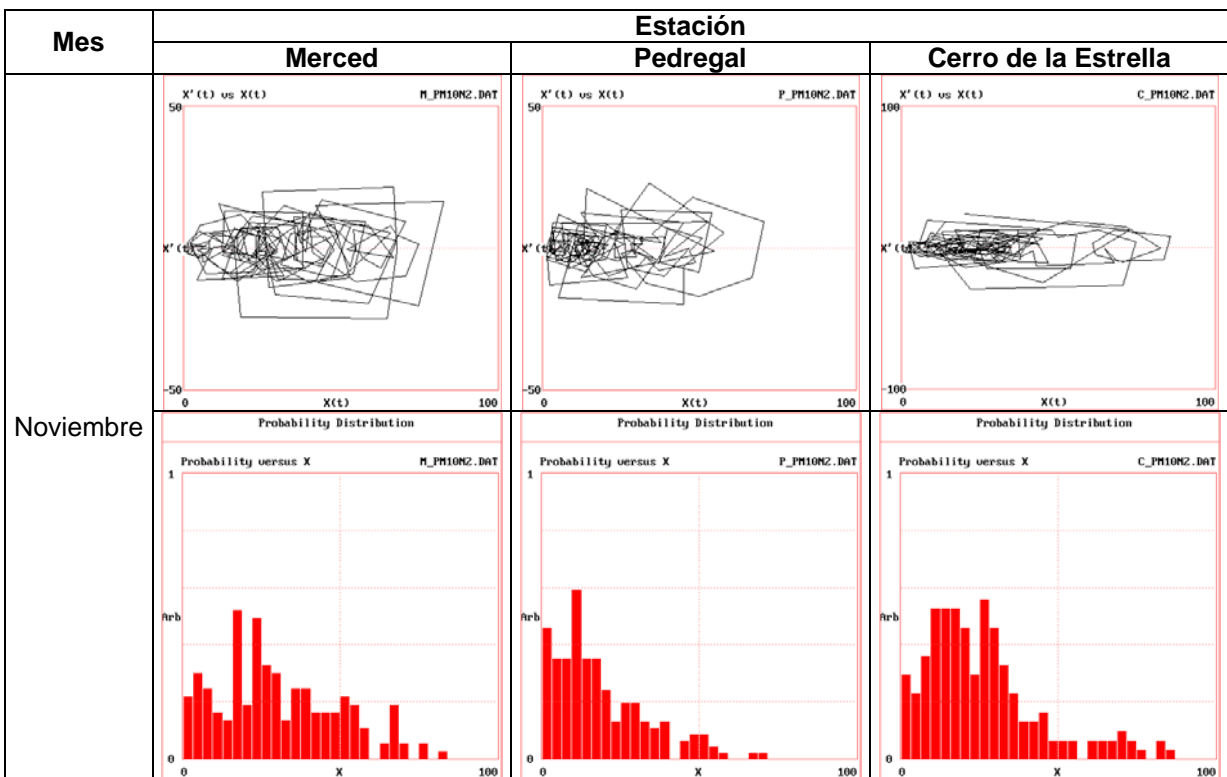 Mes
Estación
Merced
Pedregal
Cerro de la Estrella
Noviembre
X'(t) vs X(t) M_PM10N2.DAT
50
X'(t)
-50
0 X(t) 100
X'(t) vs X(t) P_PM10N2.DAT
50
X'(t)
-50
0 X(t) 100
X'(t) vs X(t) C_PM10N2.DAT
100
X'(t)
-100
0 X(t) 100
Probability Distribution
Probability versus X M_PM10N2.DAT
1
Arb
0
0 X 100
Probability Distribution
Probability versus X P_PM10N2.DAT
1
Arb
0
0 X 100
Probability Distribution
Probability versus X C_PM10N2.DAT
1
Arb
0
0 X 100